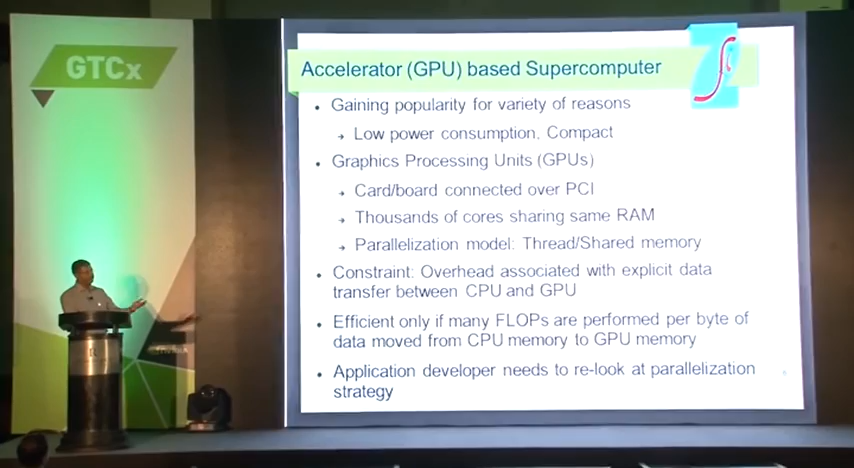 GTCx
Accelerator (GPU) based Supercomputer
• Gaining popularity for variety of reasons
→ Low power consumption, Compact
• Graphics Processing Units (GPUs)
→ Card/board connected over PCI
→ Thousands of cores sharing same RAM
→ Parallelization model: Thread/Shared memory
• Constraint: Overhead associated with explicit data
transfer between CPU and GPU
• Efficient only if many FLOPs are performed per byte of
data moved from CPU memory to GPU memory
• Application developer needs to re-look at parallelization
strategy